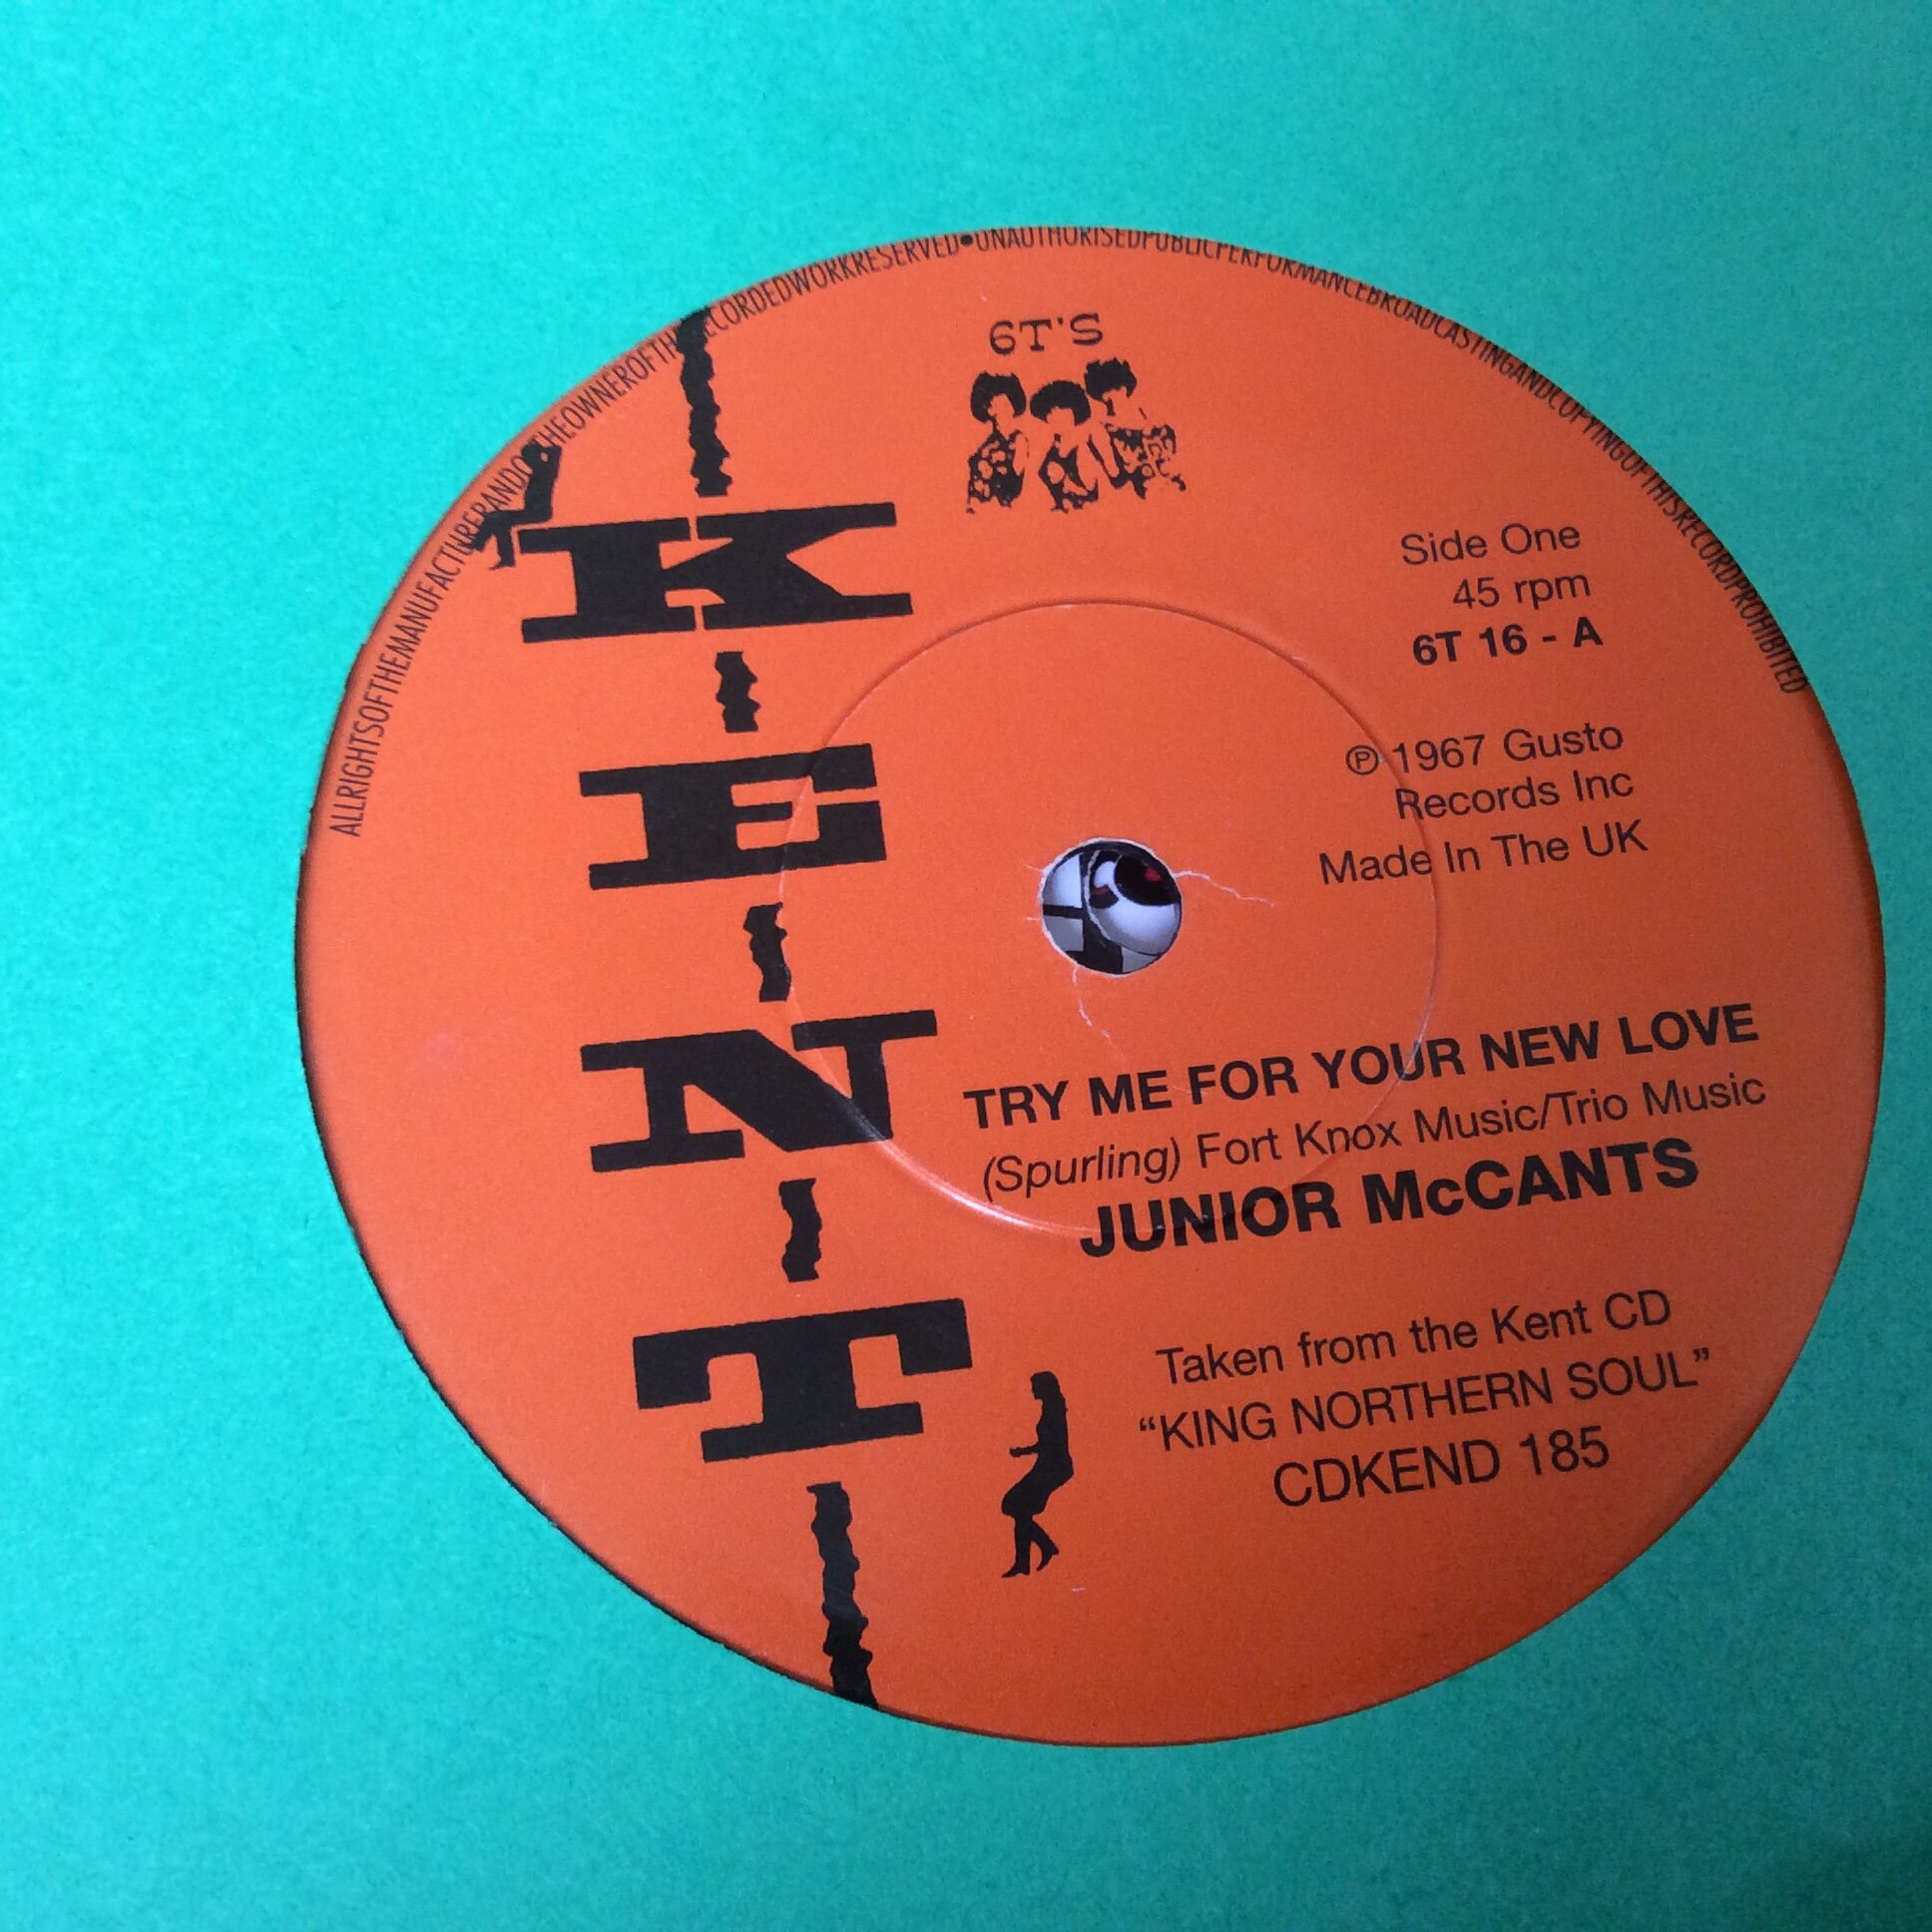 ALLRIGHTSOFTHEMANUFACTURERANDOFTHEOWNEROFTHERECORDEDWORKRESERVED•UNAUTHORISEDPUBLICPERFORMANCEBROADCASTINGANDCOPYINGOFTHISRECORDPROHIBITED
6T'S
KENT
Side One
45 rpm
6T 16 - A
℗ 1967 Gusto
Records Inc
Made In The UK
TRY ME FOR YOUR NEW LOVE
(Spurling) Fort Knox Music/Trio Music
JUNIOR McCANTS
Taken from the Kent CD
“KING NORTHERN SOUL”
CDKEND 185